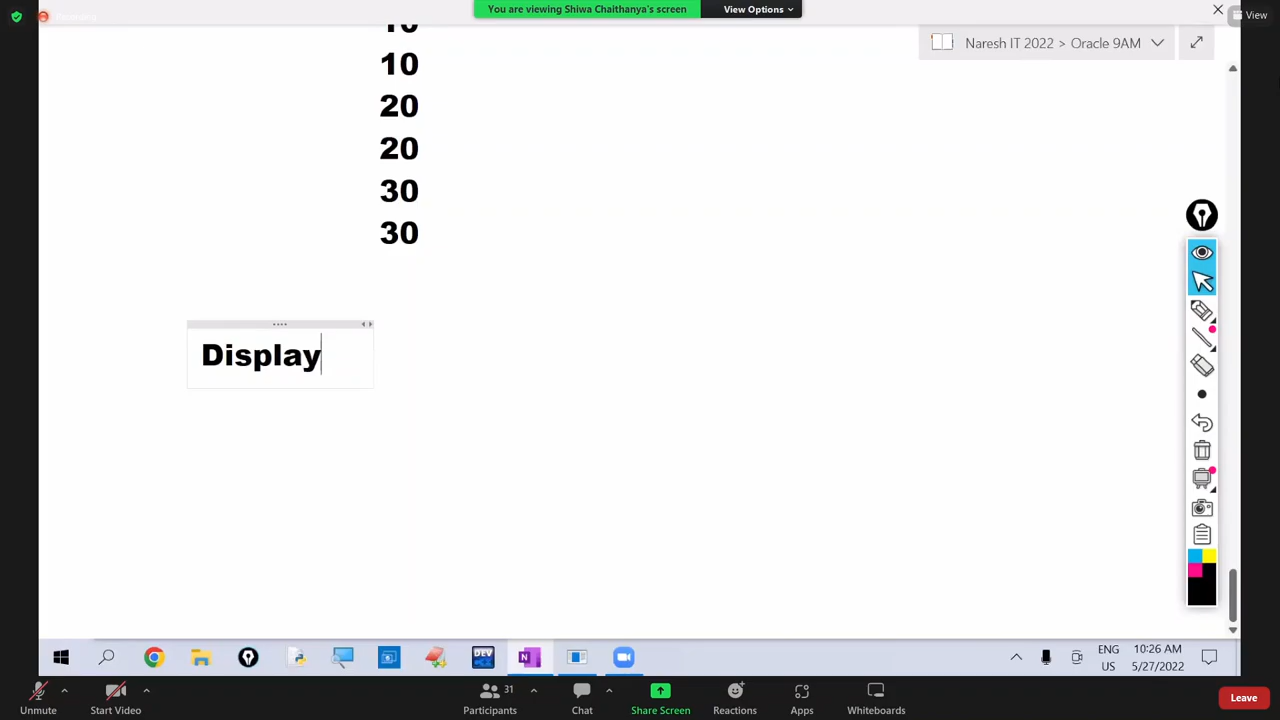 You are viewing Shiwa Chaithanya's screen
View Options
View
Naresh IT 2022 > Oracle 9AM
10
10
20
20
30
30
Display
ENG
US
10:26 AM
5/27/2022
DEV
N
Unmute
Start Video
31
Participants
Chat
Share Screen
Reactions
Apps
Whiteboards
Leave